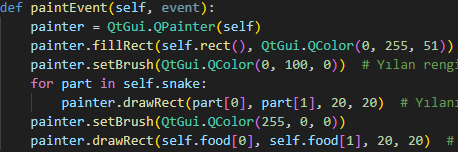 def paintEvent(self, event):
    painter = QtGui.QPainter(self)
    painter.fillRect(self.rect(), QtGui.QColor(0, 255, 51))
    painter.setBrush(QtGui.QColor(0, 100, 0))  # Yılan rengi
    for part in self.snake:
        painter.drawRect(part[0], part[1], 20, 20)  # Yılanı
    painter.setBrush(QtGui.QColor(255, 0, 0))
    painter.drawRect(self.food[0], self.food[1], 20, 20)  #